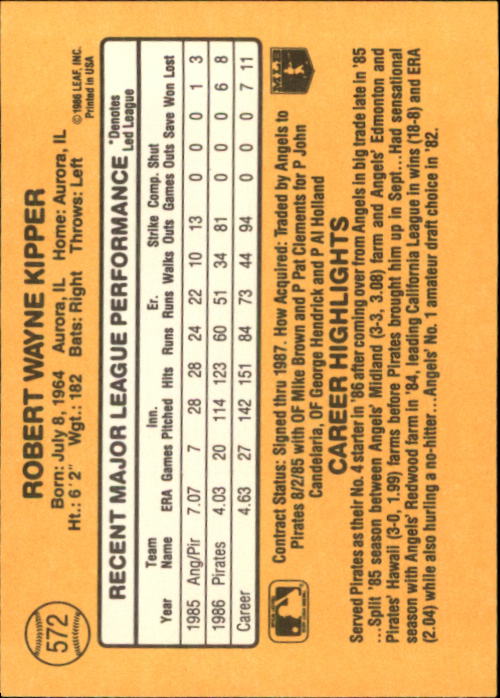 572
ROBERT WAYNE KIPPER
Born: July 8, 1964 Aurora, IL Home: Aurora, IL
Ht.: 6' 2" Wgt.: 182 Bats: Right Throws: Left
©1986 LEAF, INC.
Printed in USA
RECENT MAJOR LEAGUE PERFORMANCE *Denotes Led League
Year Team Name ERA Games Inn. Pitched Hits Runs Er. Runs Walks Strike Outs Comp. Games Shut Outs Save Won Lost
1985 Ang/Pir 7.07 7 28 28 24 22 10 13 0 0 0 1 3
1986 Pirates 4.03 20 114 123 60 51 34 81 0 0 0 6 8
Career 4.63 27 142 151 84 73 44 94 0 0 0 7 11
Contract Status: Signed thru 1987. How Acquired: Traded by Angels to
Pirates 8/2/85 with OF Mike Brown and P Pat Clements for P John
Candelaria, OF George Hendrick and P Al Holland
MLB
CAREER HIGHLIGHTS
Served Pirates as their No. 4 starter in '86 after coming over from Angels in big trade late in '85
...Split '85 season between Angels' Midland (3-3, 3.08) farm and Angels' Edmonton and
Pirates' Hawaii (3-0, 1.99) farms before Pirates brought him up in Sept...Had sensational
season with Angels' Redwood farm in '84, leading California League in wins (18-8) and ERA
(2.04) while also hurling a no-hitter...Angels' No. 1 amateur draft choice in '82.